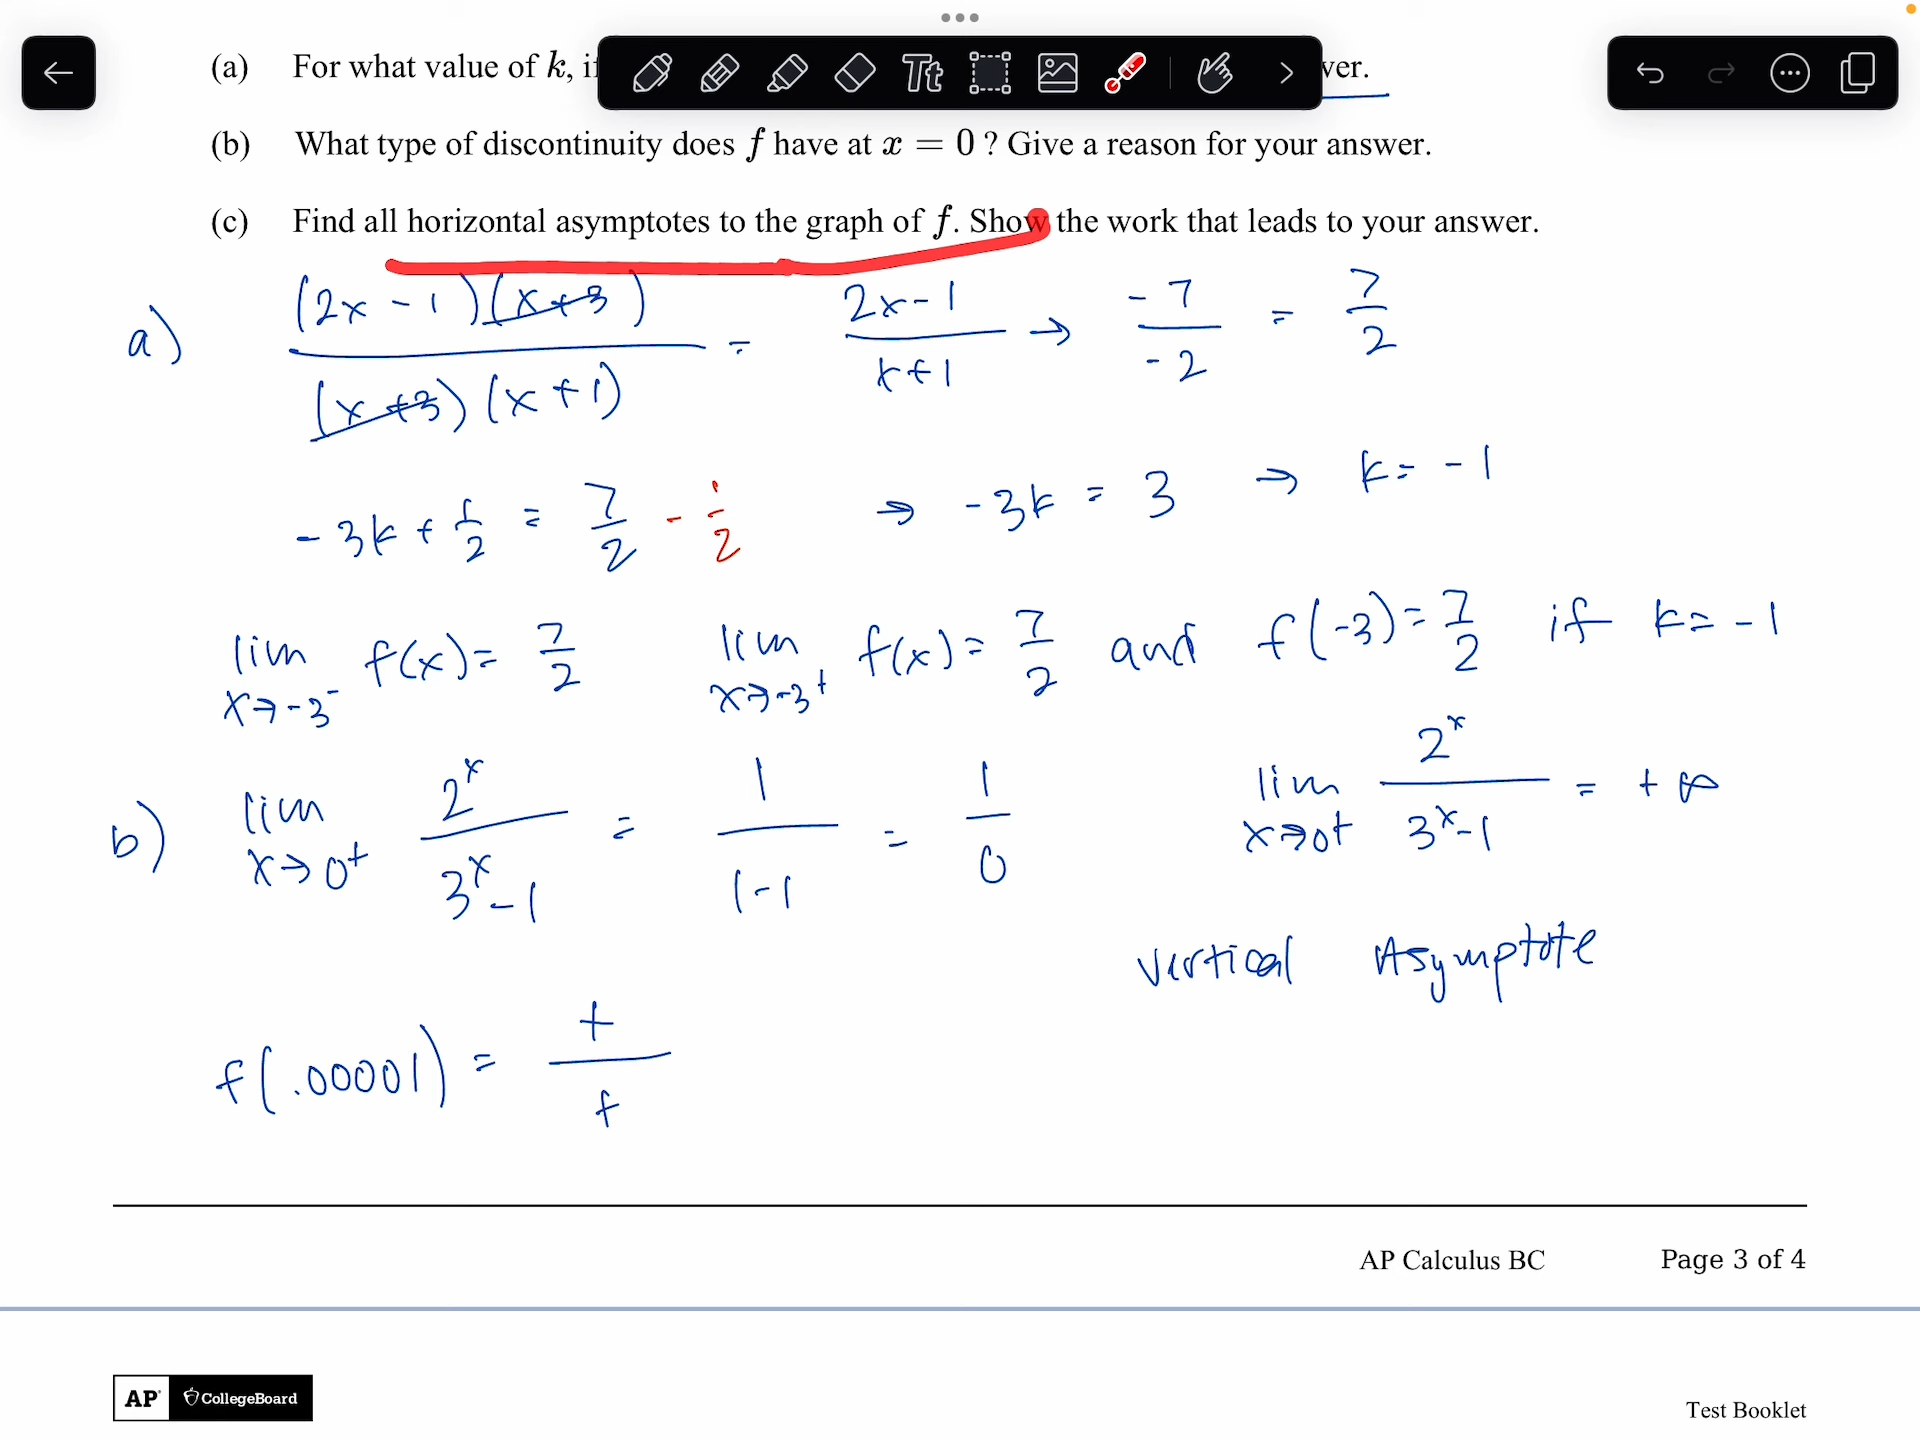 (a) For what value of k, i ver.
(b) What type of discontinuity does f have at x = 0 ? Give a reason for your answer.
(c) Find all horizontal asymptotes to the graph of f. Show the work that leads to your answer.
a) (2x - 1)(x+3) / (x+3)(x+1) = 2x-1 / x+1 → -7 / -2 = 7/2
-3k + 1/2 = 7/2 - 1/2 → -3k = 3 → k = -1
lim x→-3⁻ f(x) = 7/2 lim x→-3⁺ f(x) = 7/2 and f(-3) = 7/2 if k = -1
b) lim x→0⁺ 2ˣ / 3ˣ-1 = 1 / 1-1 = 1/0 lim x→0⁺ 2ˣ / 3ˣ-1 = +∞
Vertical Asymptote
f(.00001) = + / +
AP Calculus BC Page 3 of 4
AP CollegeBoard
Test Booklet
Tt